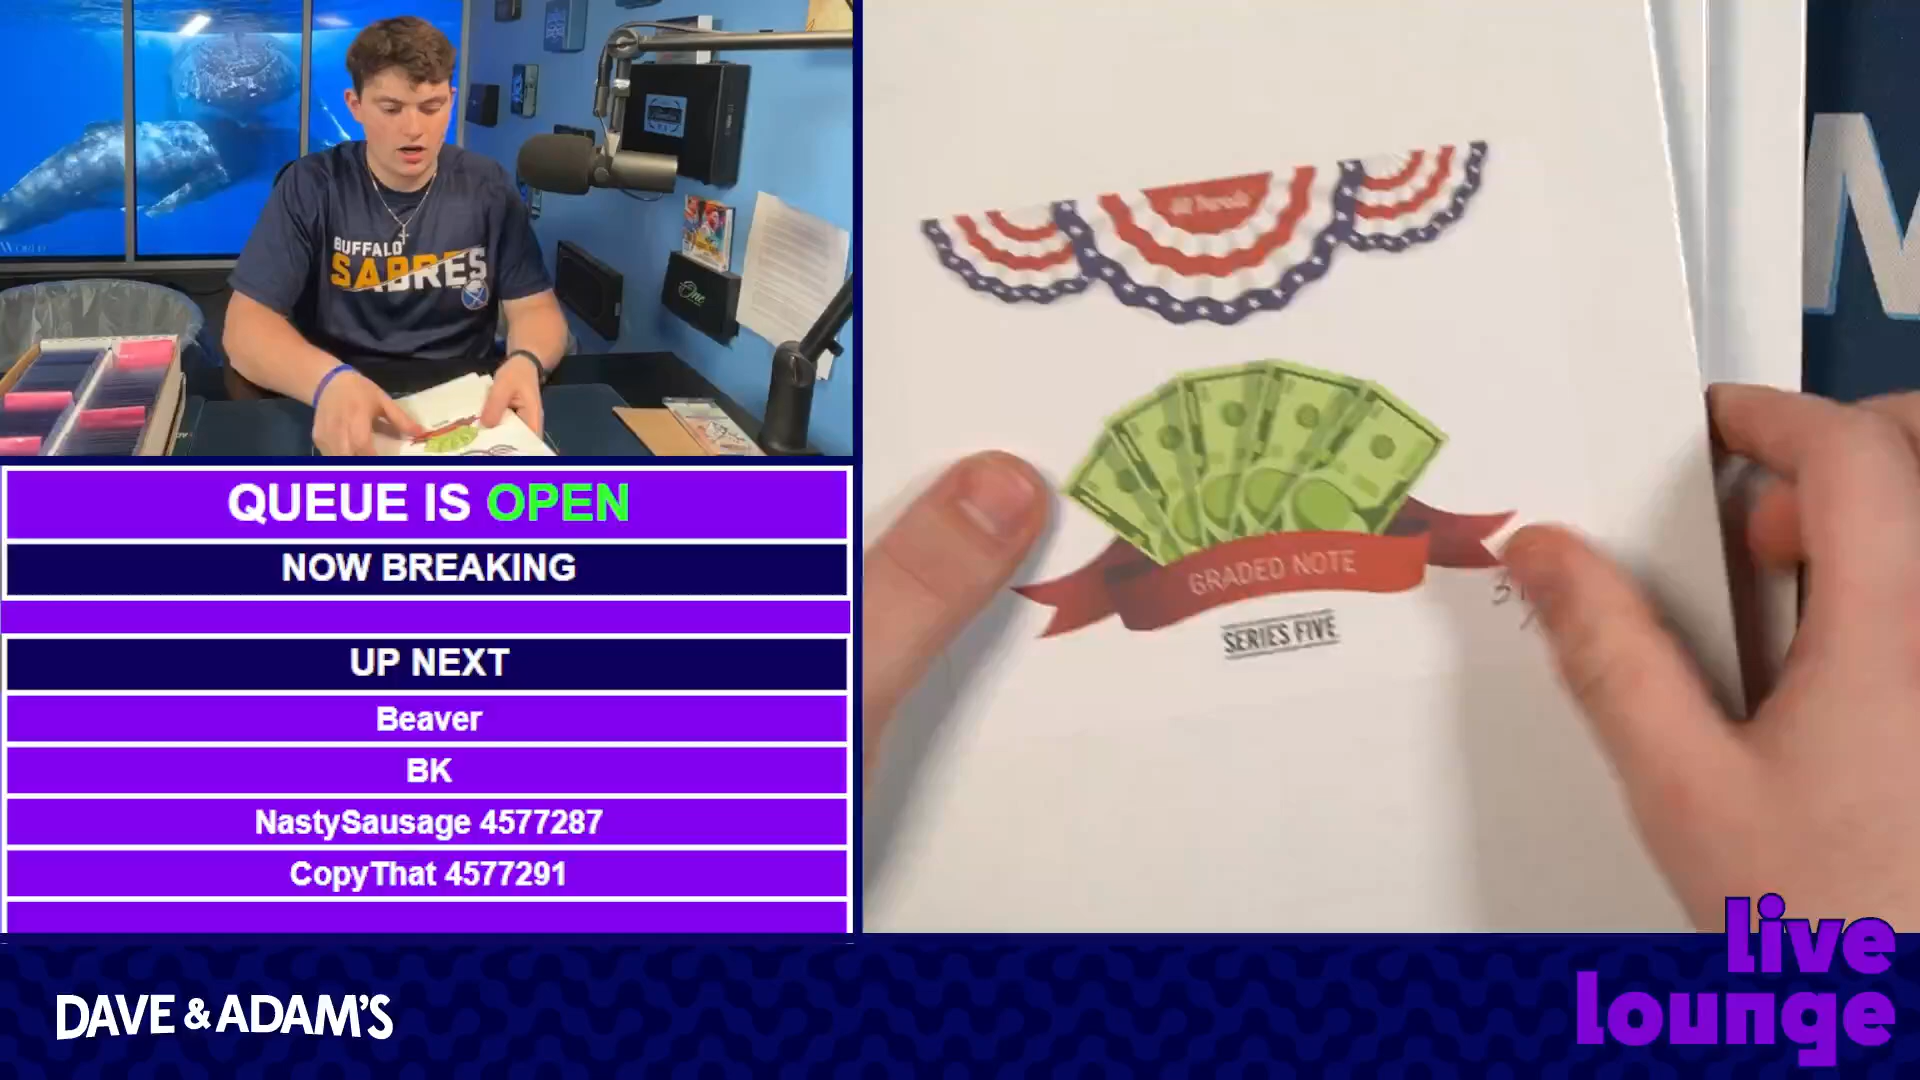 BUFFALO
SABRES
One
QUEUE IS OPEN
NOW BREAKING
UP NEXT
Beaver
BK
NastySausage 4577287
CopyThat 4577291
GRADED NOTE
SERIES FIVE
DAVE & ADAM'S
live
lounge